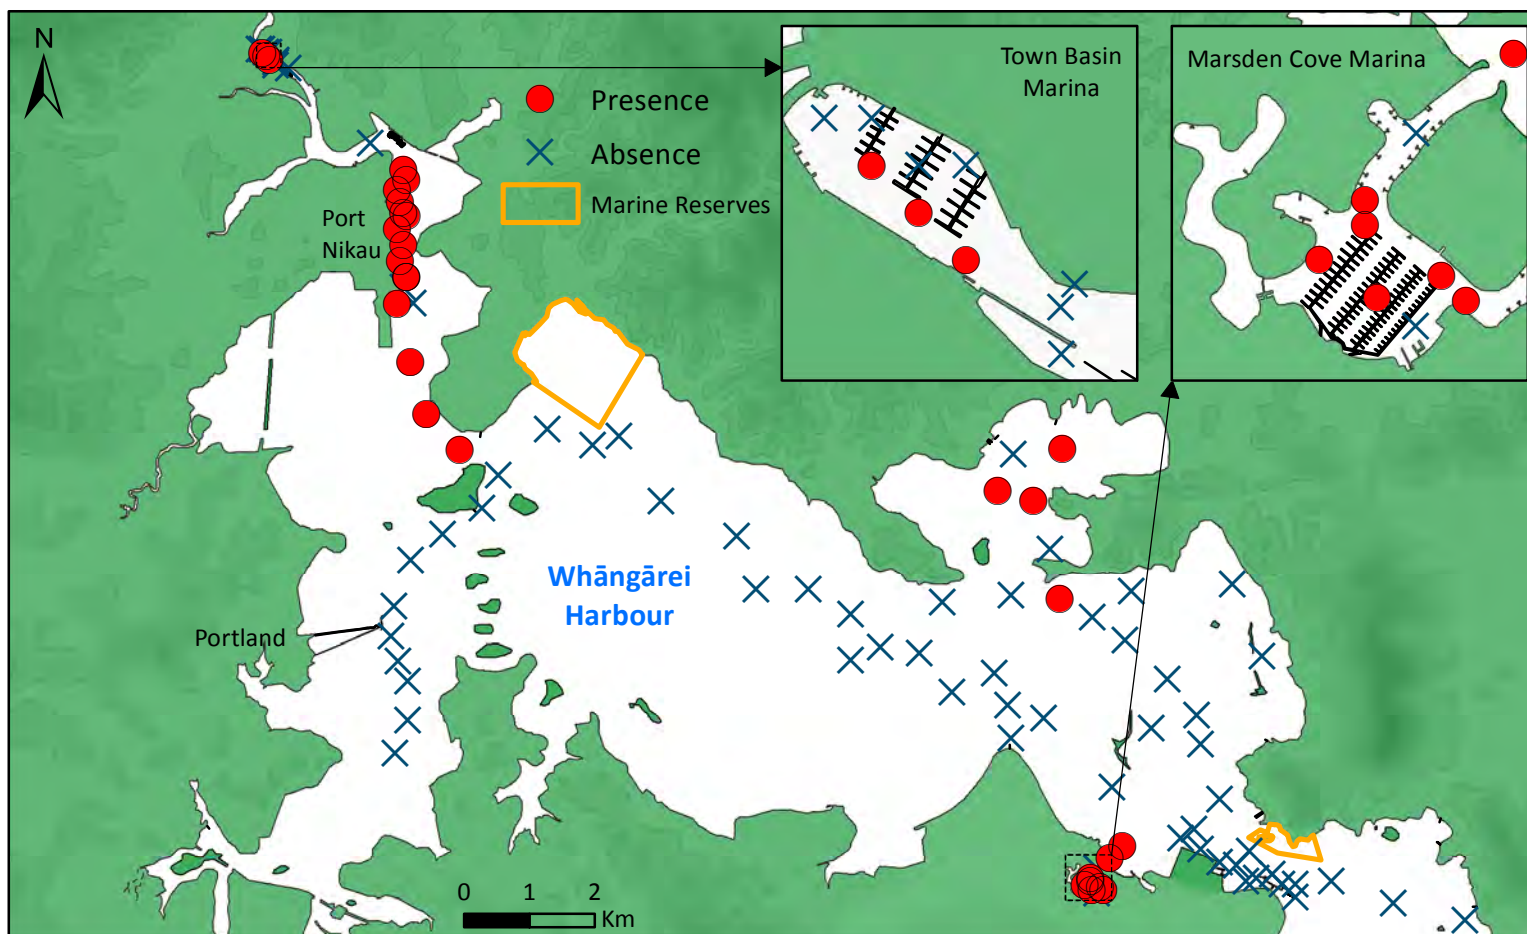 N
Presence
Absence
Marine Reserves
Town Basin
Marina
Marsden Cove Marina
Port
Nikau
Whāngārei
Harbour
Portland
0 1 2
Km